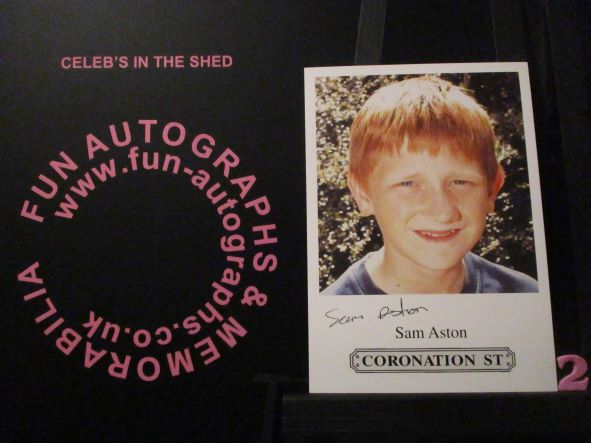 CELEB'S IN THE SHED
FUN AUTOGRAPHS & MEMORABILIA
www.fun-autographs.co.uk
Sam Aston
Sam Aston
CORONATION ST.
2